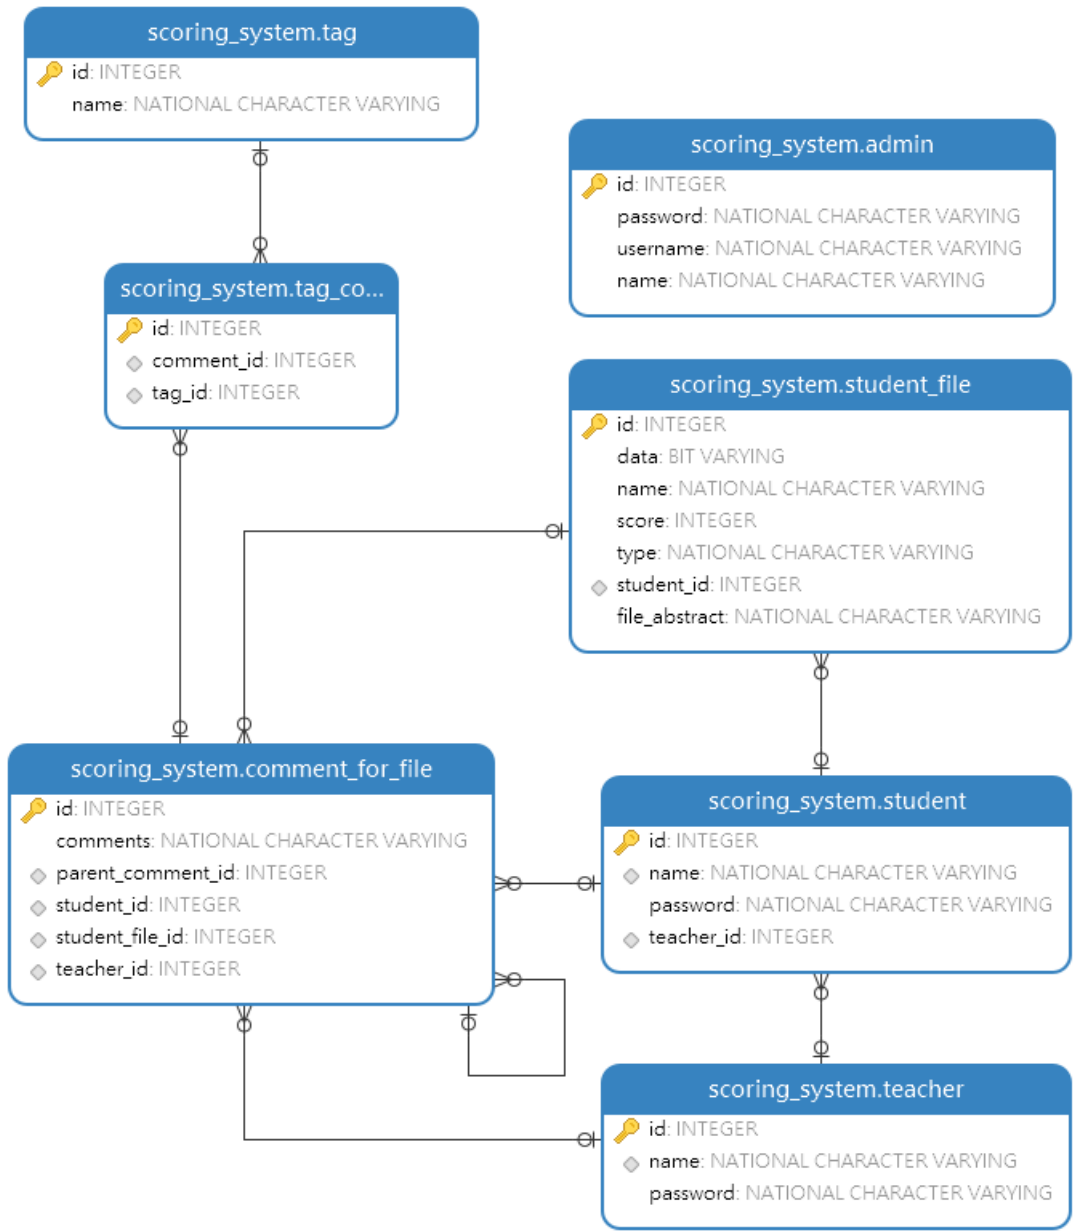 scoring_system.tag
id: INTEGER
name: NATIONAL CHARACTER VARYING
scoring_system.admin
id: INTEGER
password: NATIONAL CHARACTER VARYING
username: NATIONAL CHARACTER VARYING
name: NATIONAL CHARACTER VARYING
scoring_system.tag_co...
id: INTEGER
comment_id: INTEGER
tag_id: INTEGER
scoring_system.student_file
id: INTEGER
data: BIT VARYING
name: NATIONAL CHARACTER VARYING
score: INTEGER
type: NATIONAL CHARACTER VARYING
student_id: INTEGER
file_abstract: NATIONAL CHARACTER VARYING
scoring_system.comment_for_file
id: INTEGER
comments: NATIONAL CHARACTER VARYING
parent_comment_id: INTEGER
student_id: INTEGER
student_file_id: INTEGER
teacher_id: INTEGER
scoring_system.student
id: INTEGER
name: NATIONAL CHARACTER VARYING
password: NATIONAL CHARACTER VARYING
teacher_id: INTEGER
scoring_system.teacher
id: INTEGER
name: NATIONAL CHARACTER VARYING
password: NATIONAL CHARACTER VARYING